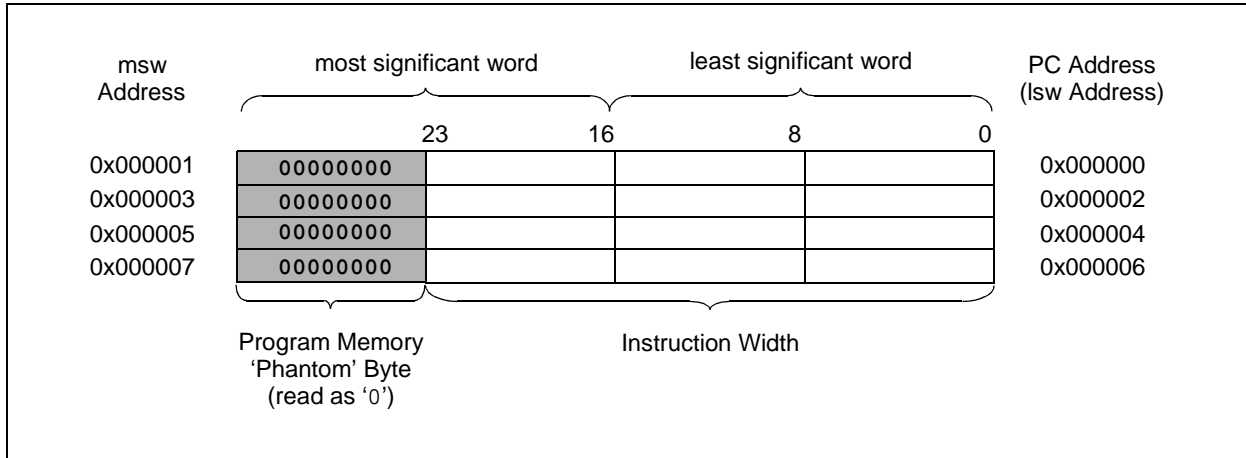 msw
Address
most significant word
least significant word
PC Address
(lsw Address)
23 16 8 0
0x000001 00000000 0x000000
0x000003 00000000 0x000002
0x000005 00000000 0x000004
0x000007 00000000 0x000006
Program Memory
‘Phantom’ Byte
(read as ‘0’)
Instruction Width